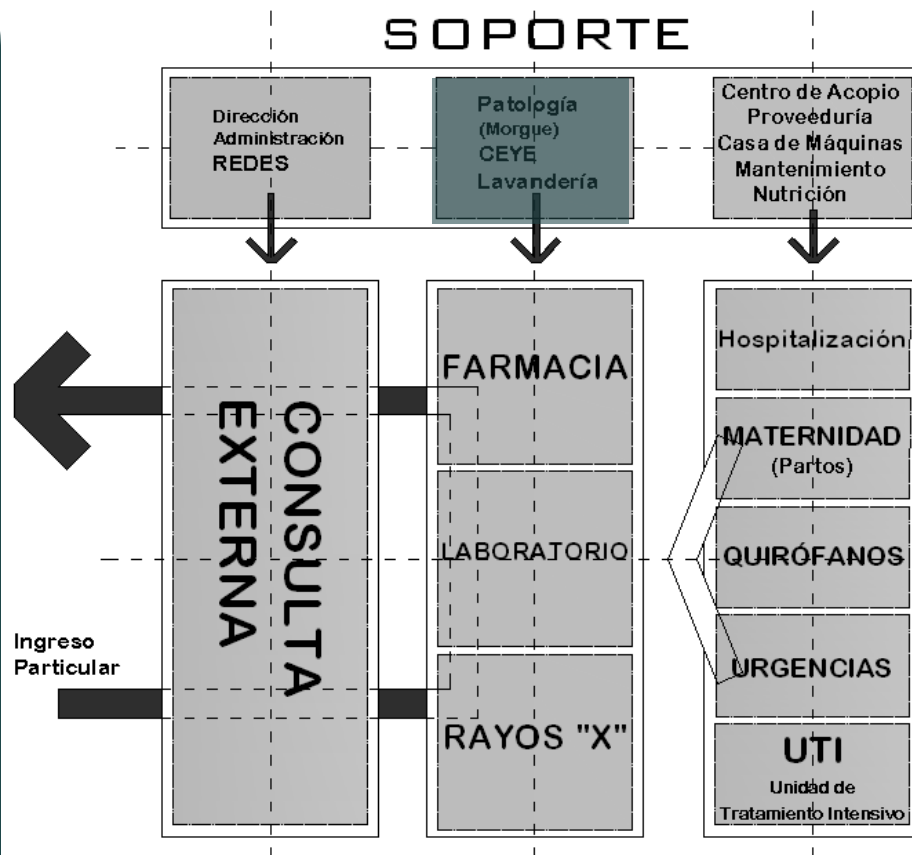 SOPORTE
Dirección
Administración
REDES
Patología
(Morgue)
CEYE
Lavandería
Centro de Acopio
Proveeduría
Casa de Máquinas
Mantenimiento
Nutrición
CONSULTA
EXTERNA
Ingreso
Particular
FARMACIA
LABORATORIO
RAYOS "X"
Hospitalización
MATERNIDAD
(Partos)
QUIRÓFANOS
URGENCIAS
UTI
Unidad de
Tratamiento Intensivo